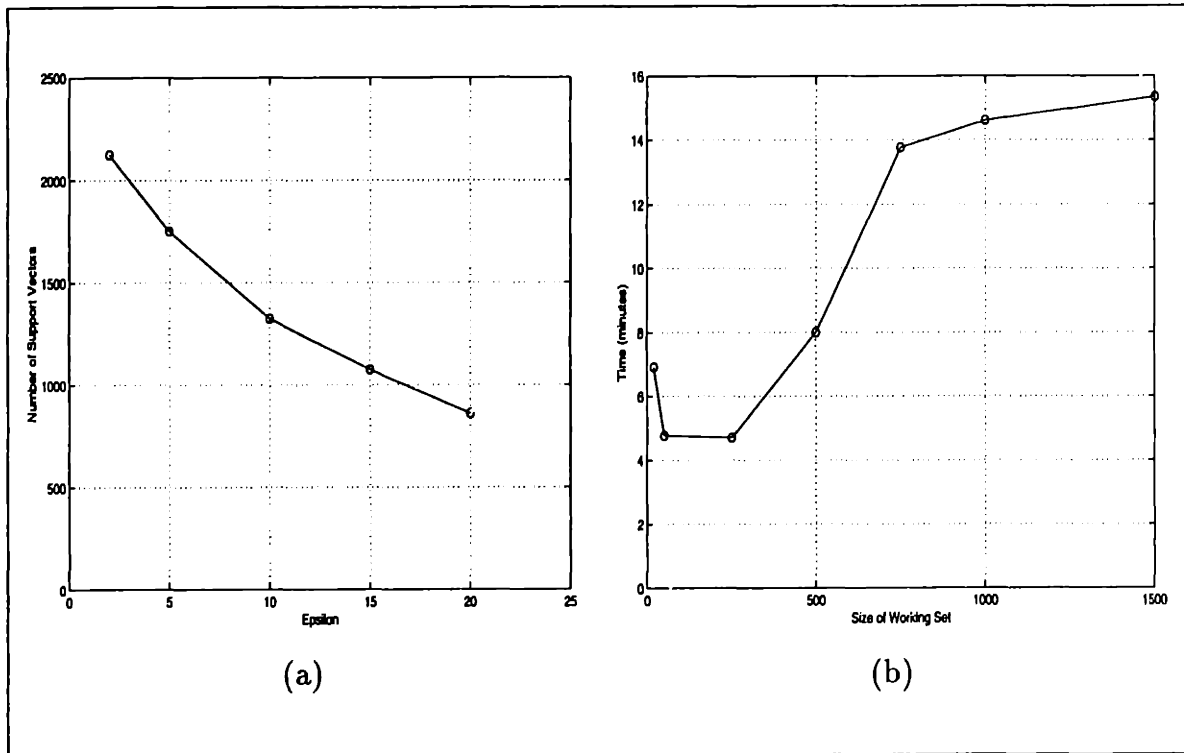 2500
2000
1500
1000
500
0
0 5 10 15 20 25
Number of Support Vectors
Epsilon
(a)
16
14
12
10
8
6
4
2
0
0 500 1000 1500
Time (minutes)
Size of Working Set
(b)